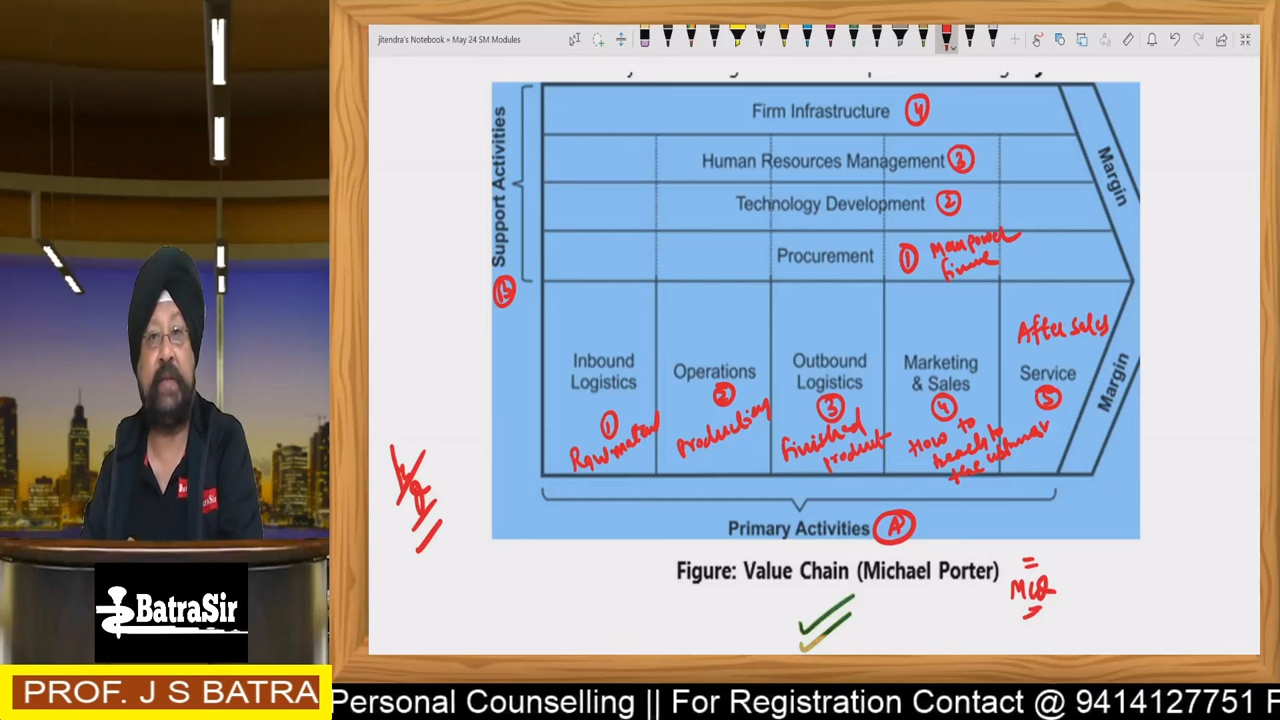 jitendra's Notebook » May 24 SM Modules
Support Activities
B
Firm Infrastructure 4
Human Resources Management 3
Technology Development 2
Procurement 1 Manpower
Margin
Inbound
Logistics
1
Raw material
Operations
2
Production
Outbound
Logistics
3
Finished
product
Marketing
& Sales
4
How to
reach to
the customer
After sales
Service
5
Margin
Primary Activities A
Figure: Value Chain (Michael Porter)
MCQ
BatraSir
PROF. J S BATRA
Personal Counselling || For Registration Contact @ 9414127751 F